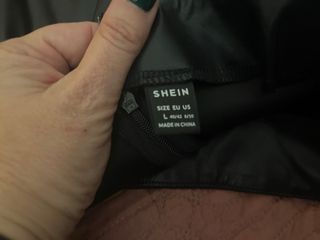 SHEIN
SIZE EU US
L 40/42 8/10
MADE IN CHINA